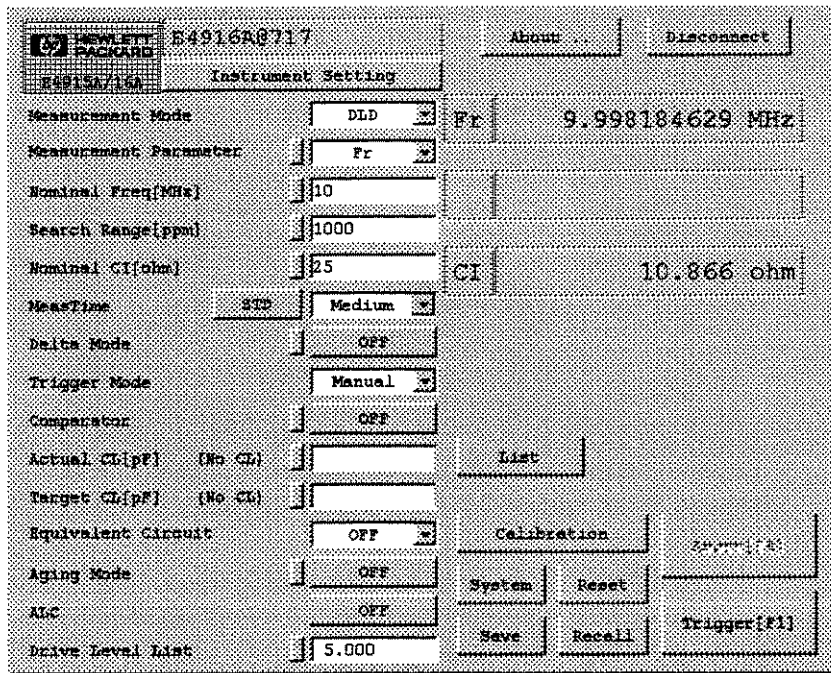 hp HEWLETT PACKARD
E4915A/16A
E4916A@717
About ..
Disconnect
Instrument Setting
Measurement Mode DLD
Fr 9.998184629 MHz
Measurement Parameter Fr
Nominal Freq[MHz] 10
Search Range[ppm] 1000
Nominal CI[ohm] 25
CI 10.866 ohm
MeasTime STD Medium
Delta Mode OFF
Trigger Mode Manual
Comparator OFF
Actual CL[pF] (No CL)
List
Target CL[pF] (No CL)
Equivalent Circuit OFF
Calibration
Aging Mode OFF
System Reset
ALC OFF
Save Recall Trigger[F1]
Drive Level List 5.000